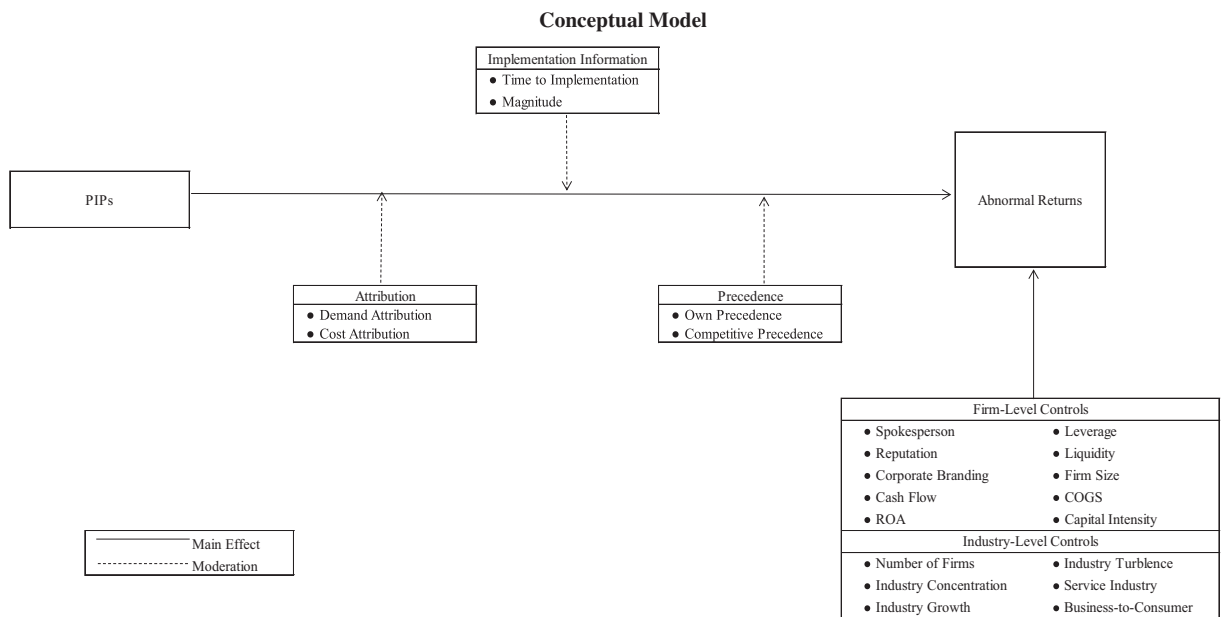 Conceptual Model
Implementation Information
● Time to Implementation
● Magnitude
PIPs
Abnormal Returns
Attribution
● Demand Attribution
● Cost Attribution
Precedence
● Own Precedence
● Competitive Precedence
Firm-Level Controls
● Spokesperson ● Leverage
● Reputation ● Liquidity
● Corporate Branding ● Firm Size
● Cash Flow ● COGS
● ROA ● Capital Intensity
Industry-Level Controls
● Number of Firms ● Industry Turblence
● Industry Concentration ● Service Industry
● Industry Growth ● Business-to-Consumer
Main Effect
Moderation